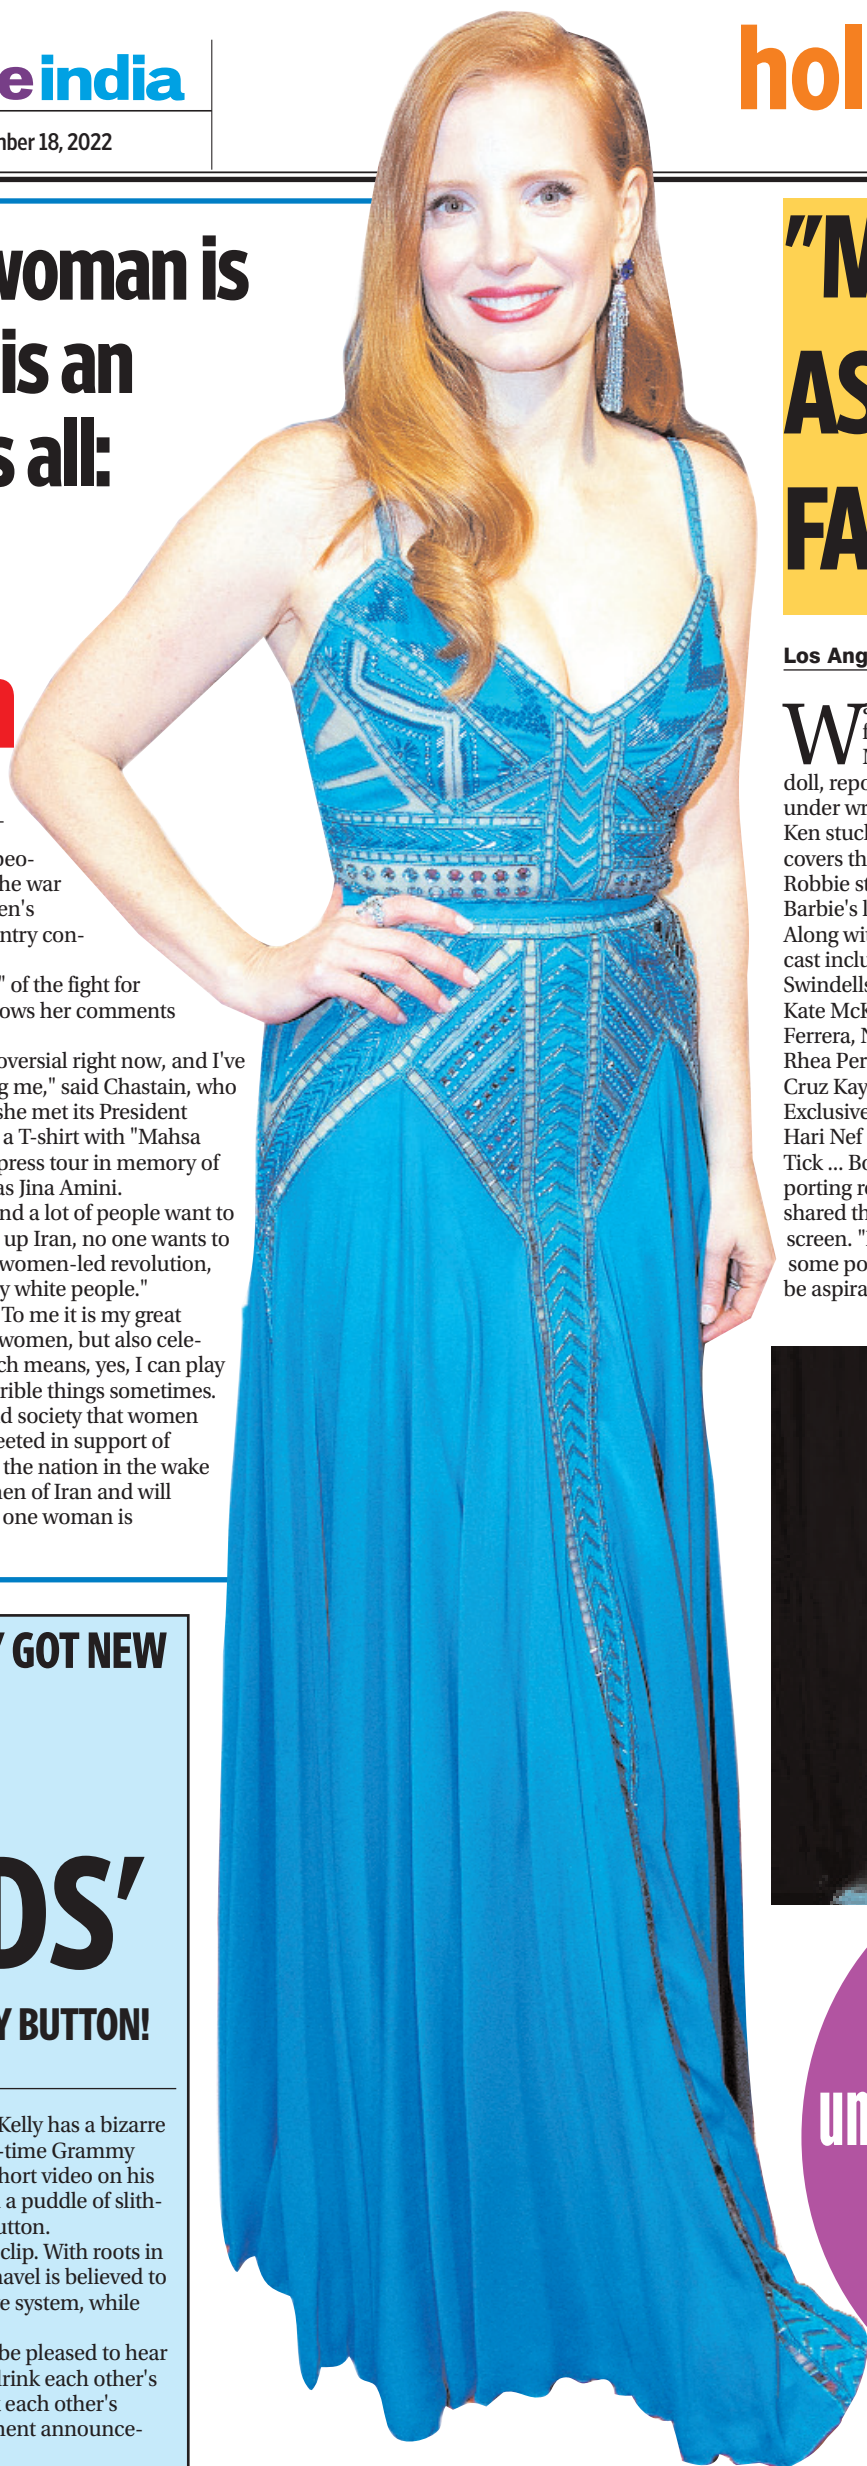 e india
mber 18, 2022
hol
woman is
is an
s all:
peo-
he war
en's
ntry con-
" of the fight for
ows her comments
oversial right now, and I've
g me," said Chastain, who
she met its President
a T-shirt with "Mahsa
press tour in memory of
as Jina Amini.
nd a lot of people want to
up Iran, no one wants to
women-led revolution,
y white people."
To me it is my great
women, but also cele-
ch means, yes, I can play
rible things sometimes.
d society that women
eeted in support of
the nation in the wake
men of Iran and will
one woman is
Y GOT NEW
DS'
Y BUTTON!
Kelly has a bizarre
-time Grammy
hort video on his
a puddle of slith-
utton.
clip. With roots in
navel is believed to
e system, while
be pleased to hear
drink each other's
each other's
ment announce-
"M
AS
FA
Los Ang
W
doll, repo
under wr
Ken stuck
covers th
Robbie st
Barbie's l
Along wi
cast inclu
Swindells
Kate McK
Ferrera, N
Rhea Per
Cruz Kay
Exclusive
Hari Nef
Tick ... Bo
porting re
shared th
screen. "
some po
be aspira
un